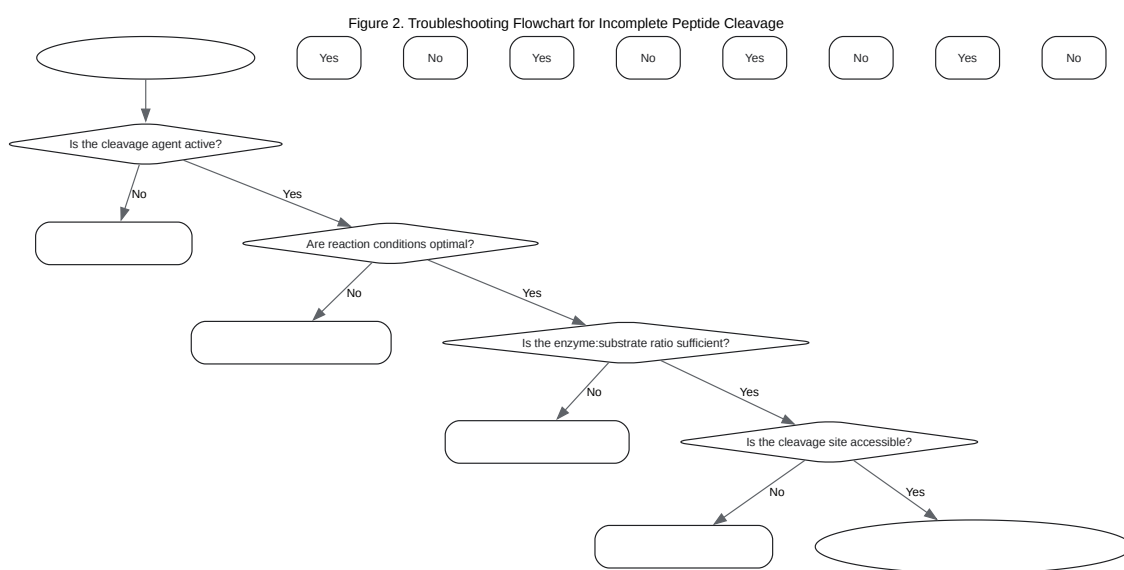 Figure 2. Troubleshooting Flowchart for Incomplete Peptide Cleavage
Yes
No
Yes
No
Yes
No
Yes
No
Is the cleavage agent active?
No
Yes
Are reaction conditions optimal?
No
Yes
Is the enzyme:substrate ratio sufficient?
No
Yes
Is the cleavage site accessible?
No
Yes